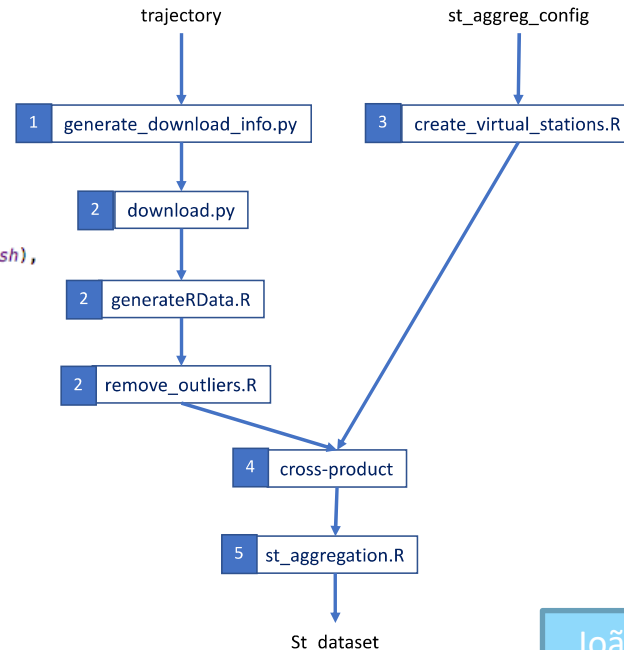 trajectory
st_aggreg_config
1 generate_download_info.py
3 create_virtual_stations.R
2 download.py
sh),
2 generateRData.R
2 remove_outliers.R
4 cross-product
5 st_aggregation.R
St_dataset
Joã